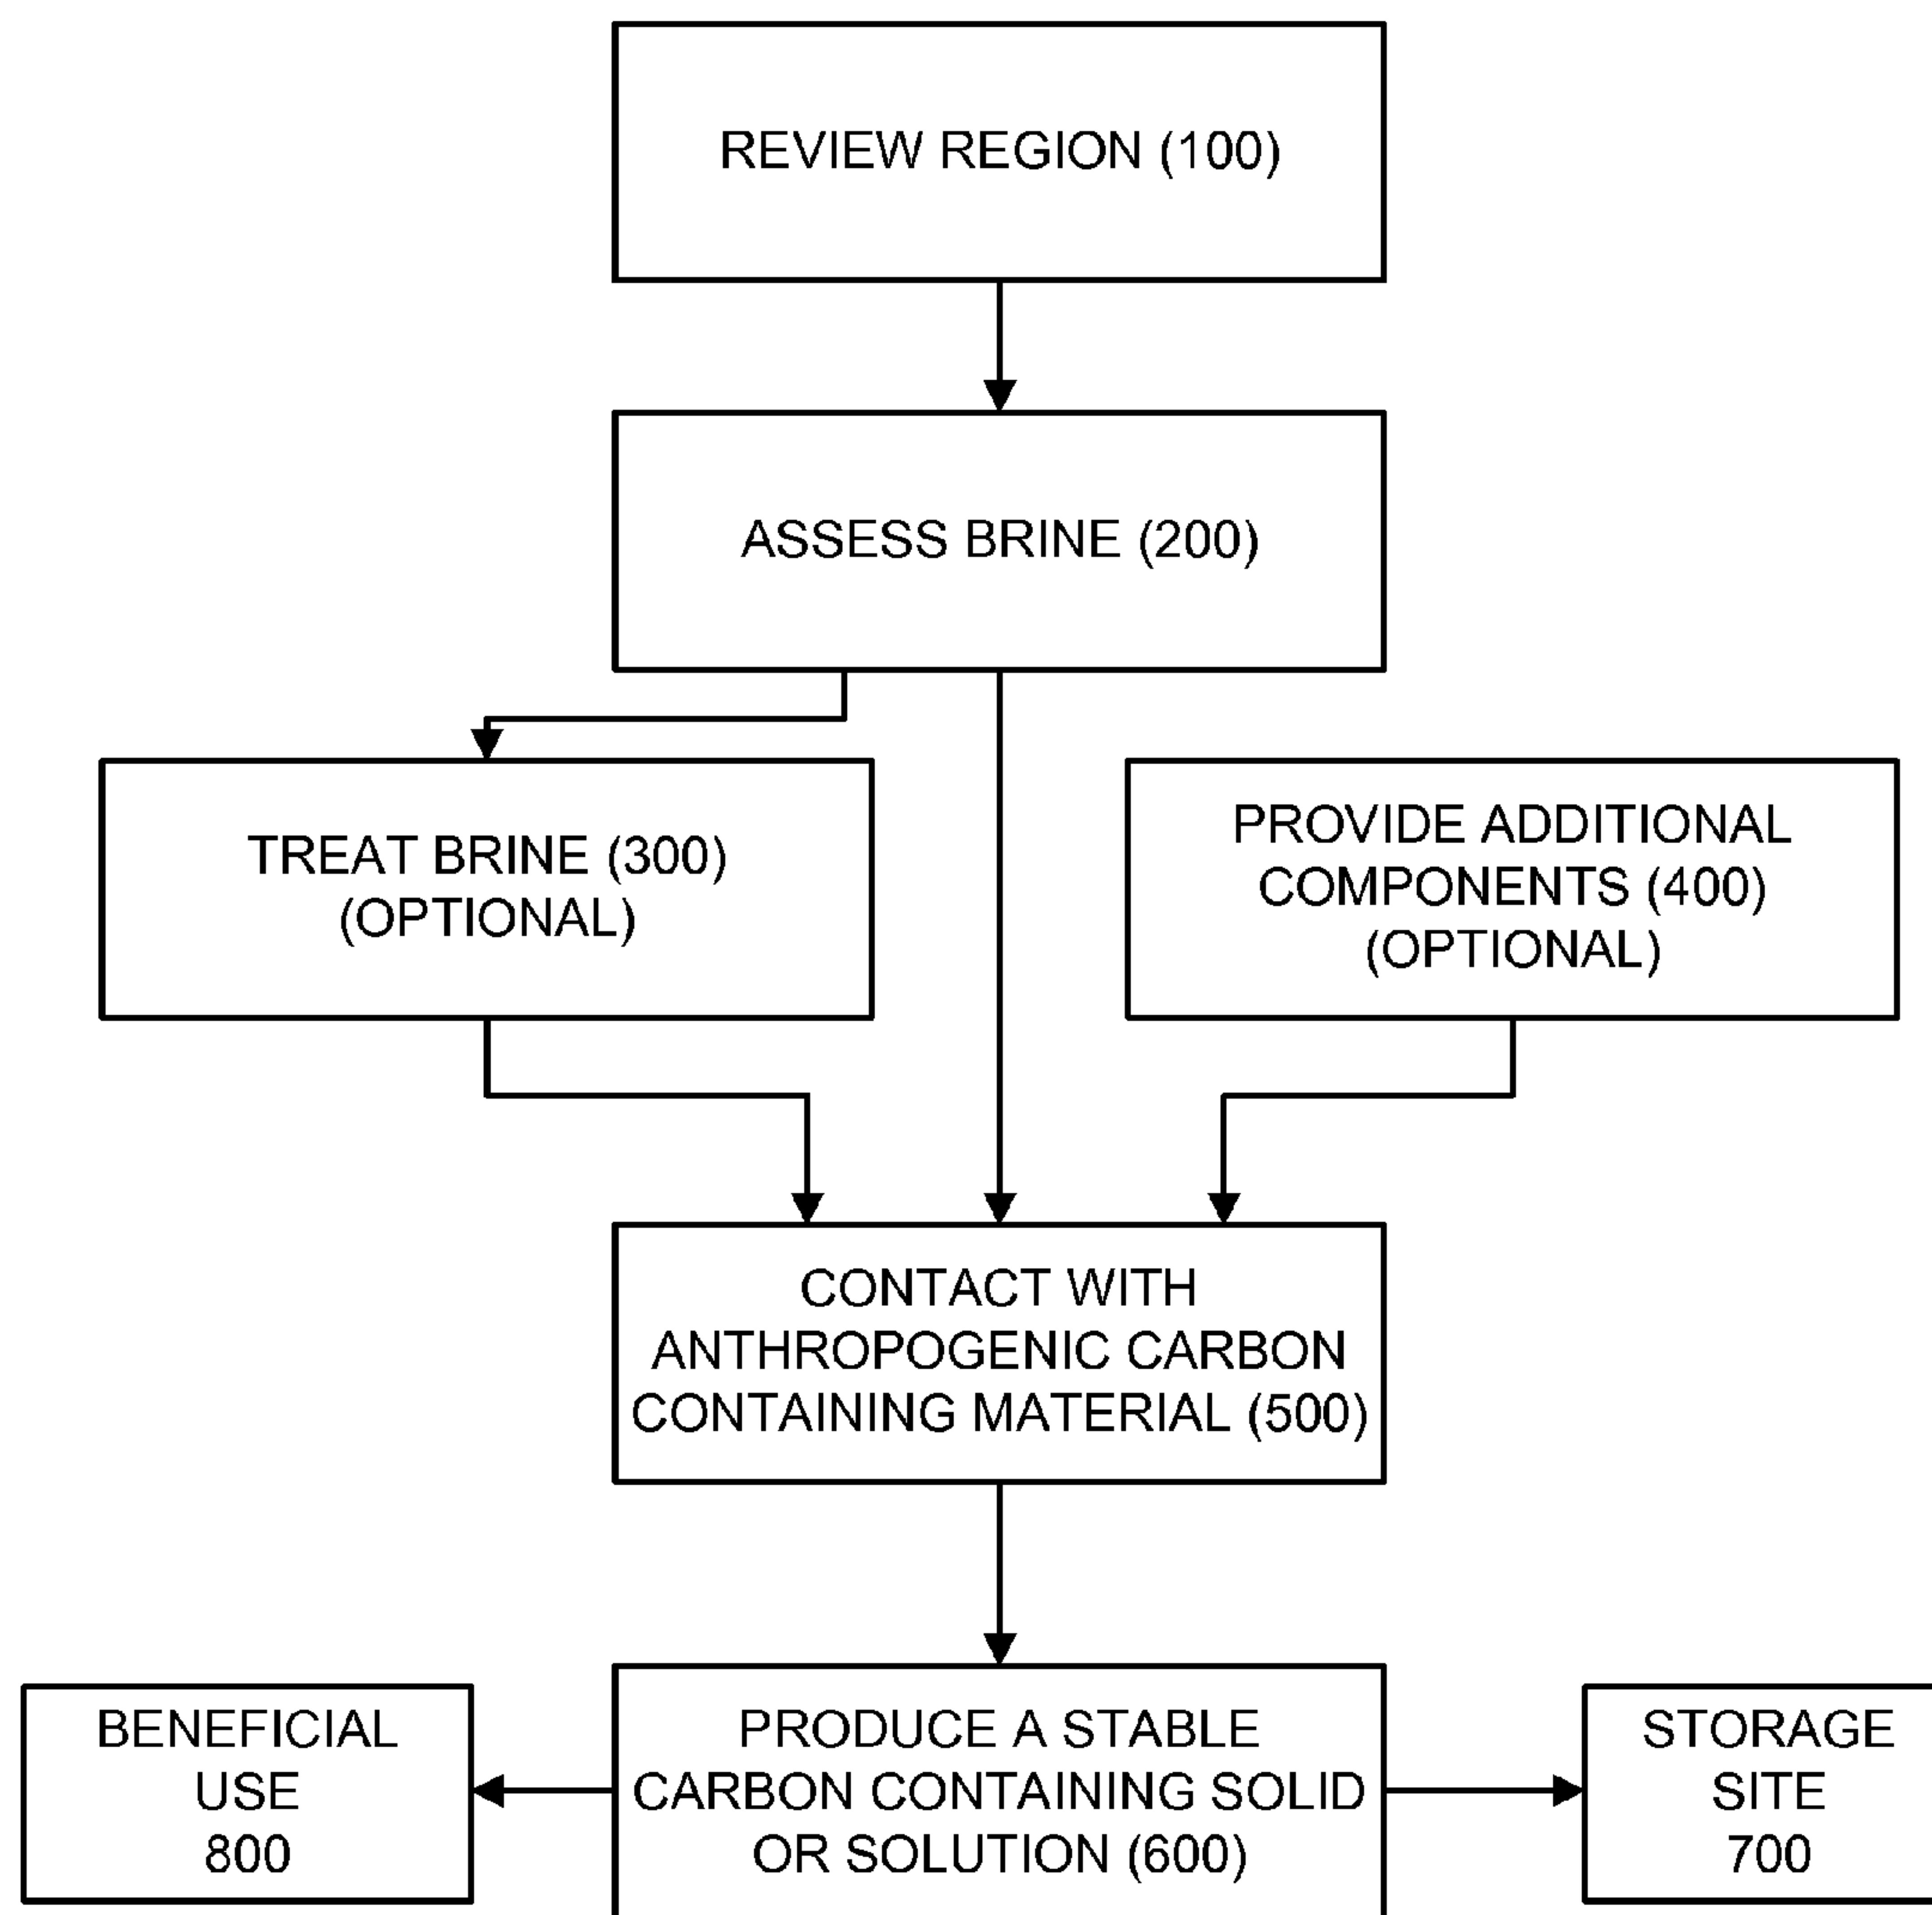 REVIEW REGION (100)
ASSESS BRINE (200)
TREAT BRINE (300)
(OPTIONAL)
PROVIDE ADDITIONAL
COMPONENTS (400)
(OPTIONAL)
CONTACT WITH
ANTHROPOGENIC CARBON
CONTAINING MATERIAL (500)
BENEFICIAL
USE
800
PRODUCE A STABLE
CARBON CONTAINING SOLID
OR SOLUTION (600)
STORAGE
SITE
700